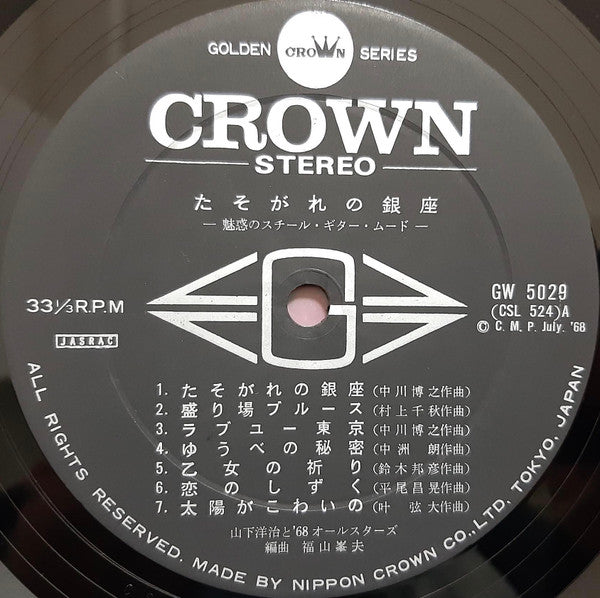 GOLDEN CROWN SERIES
CROWN
STEREO
たそがれの銀座
― 魅惑のスチール・ギター・ムード ―
G
33⅓R.P.M
JASRAC
GW 5029
(CSL 524)A
Ⓒ C. M. P. July. '68
1. たそがれの銀座 (中川博之作曲)
2. 盛り場ブルース (村上千秋作曲)
3. ラブユー東京 (中川博之作曲)
4. ゆうべの秘密 (中洲 朗作曲)
5. 乙女の祈り (鈴木邦彦作曲)
6. 恋のしずく (平尾昌晃作曲)
7. 太陽がこわいの (叶 弦大作曲)
山下洋治と'68オールスターズ
編曲 福山峯夫
ALL RIGHTS RESERVED. MADE BY NIPPON CROWN CO.,LTD. TOKYO, JAPAN